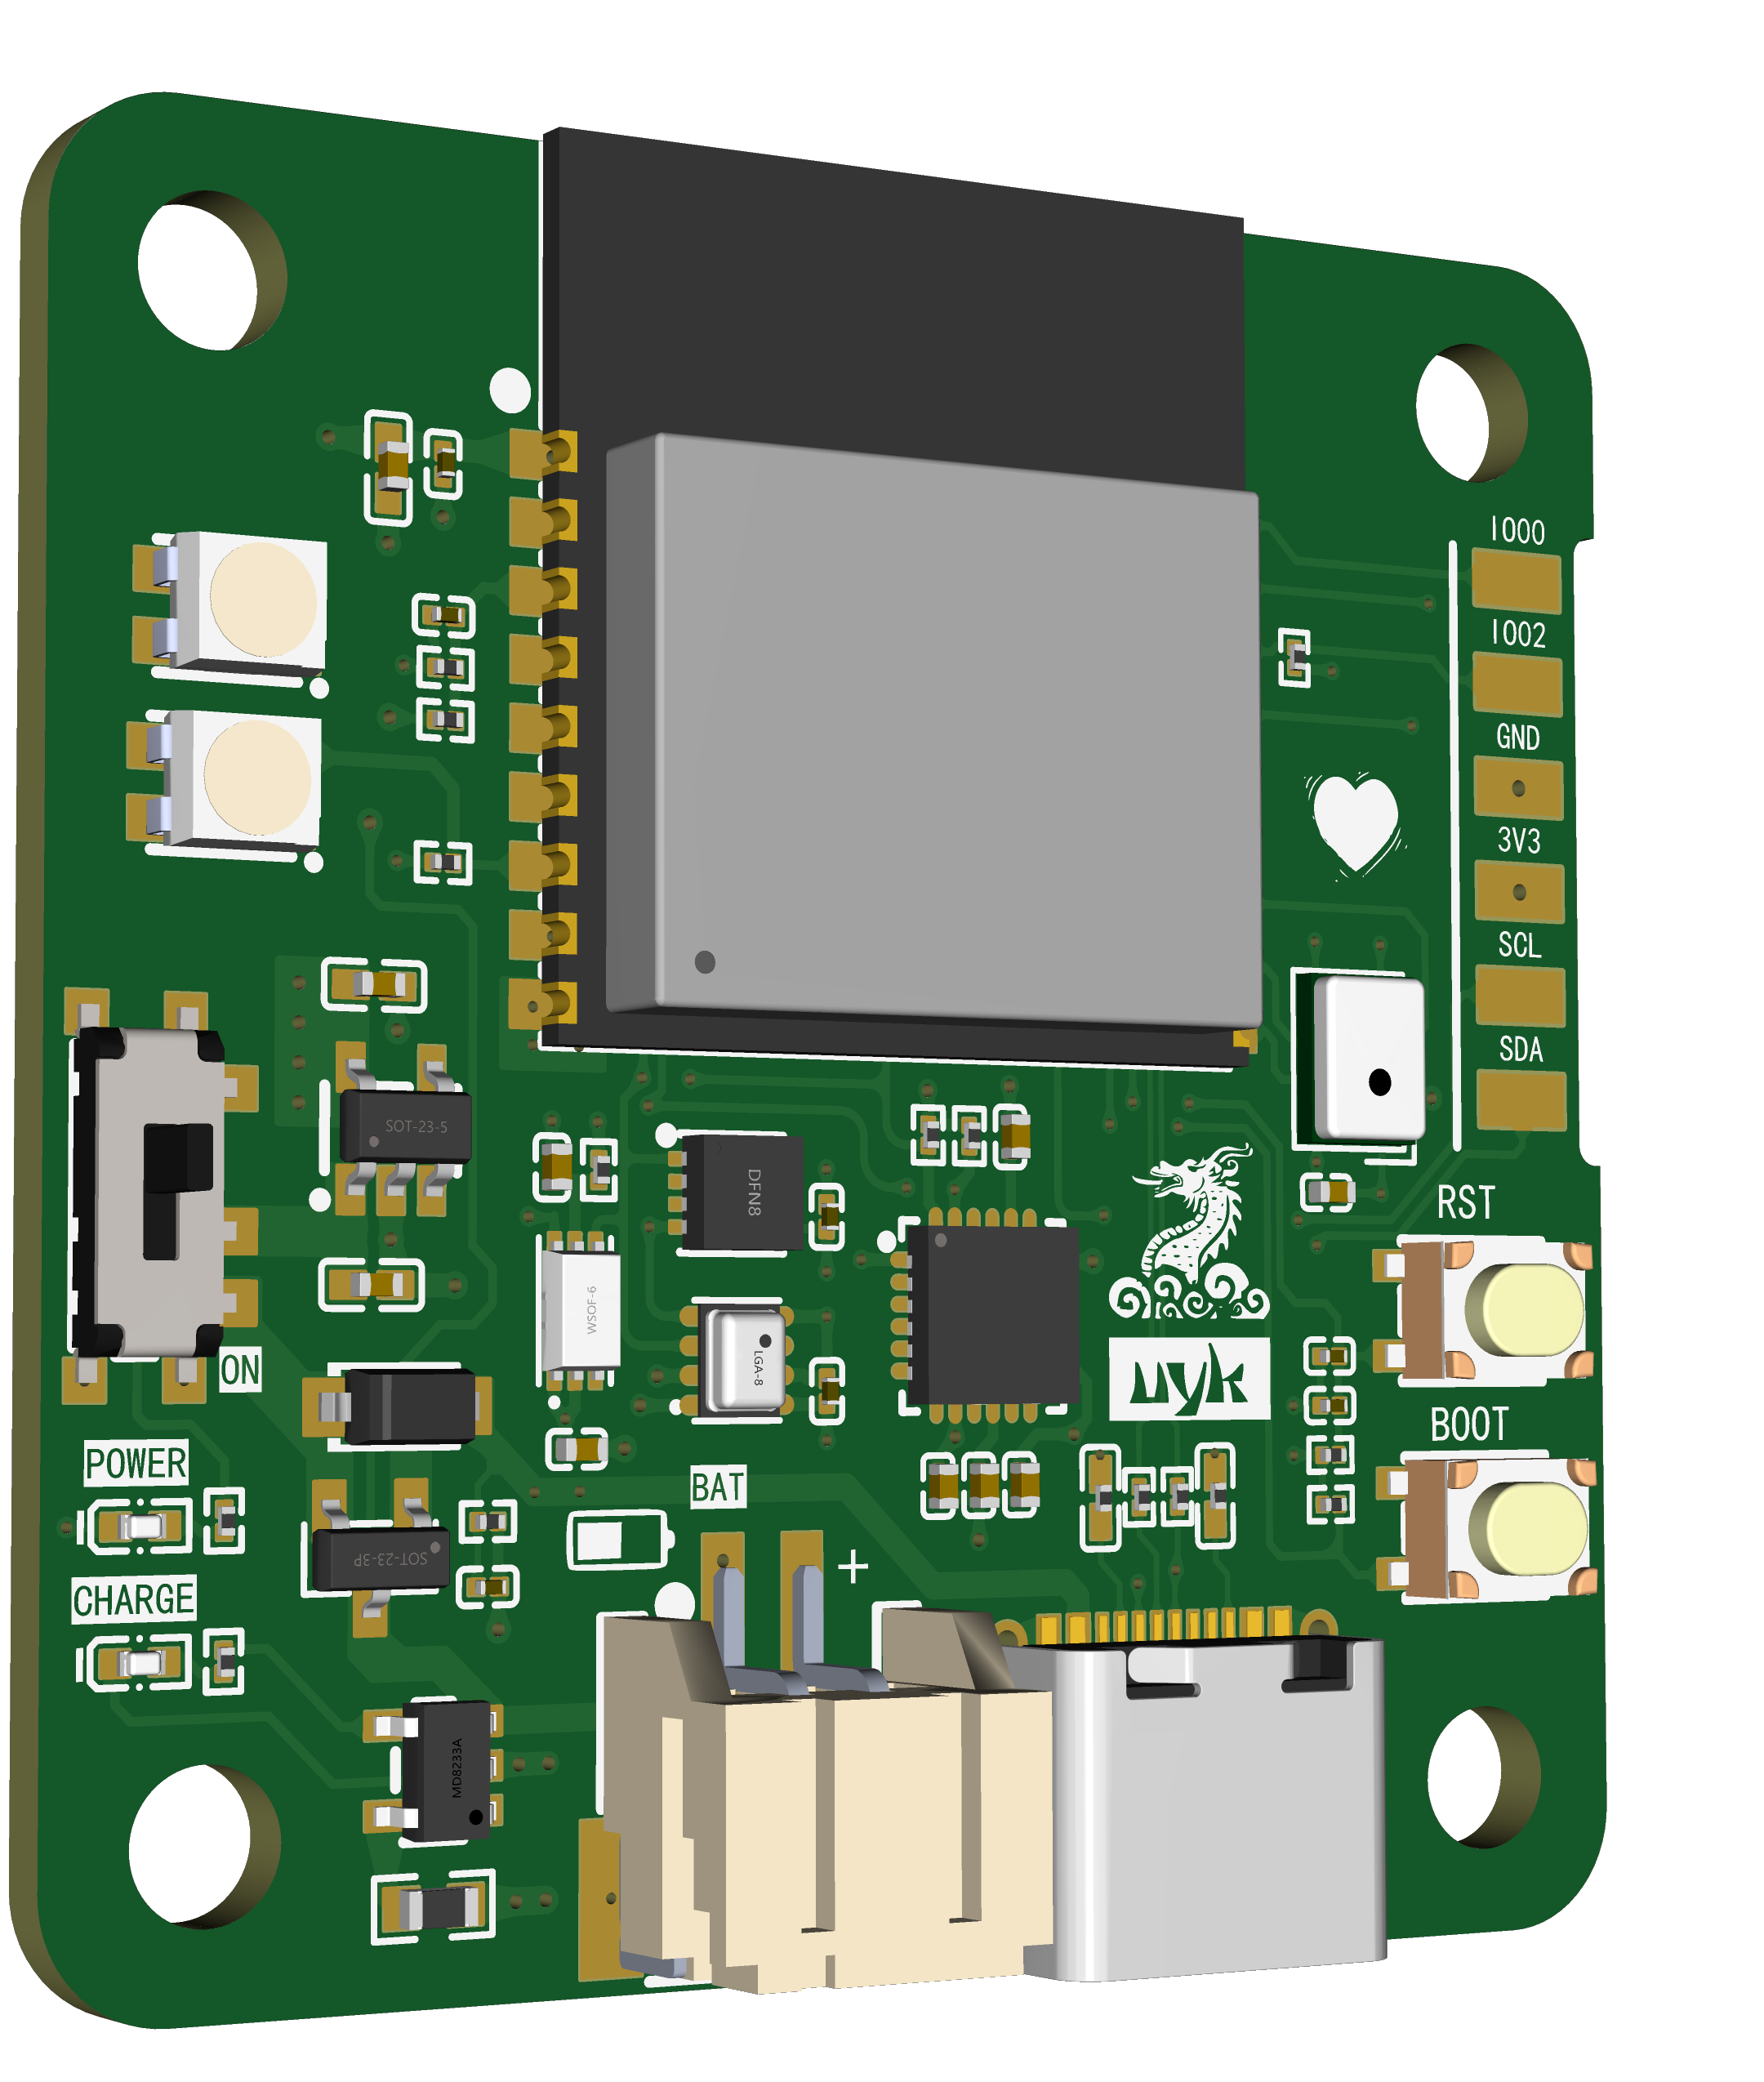 IO00
IO02
GND
3V3
SCL
SDA
SOT-23-5
DFN8
RST
WSOF-6
LGA-8
ON
uyk
BOOT
POWER
BAT
SOT-23-3P
+
CHARGE
MD8233A